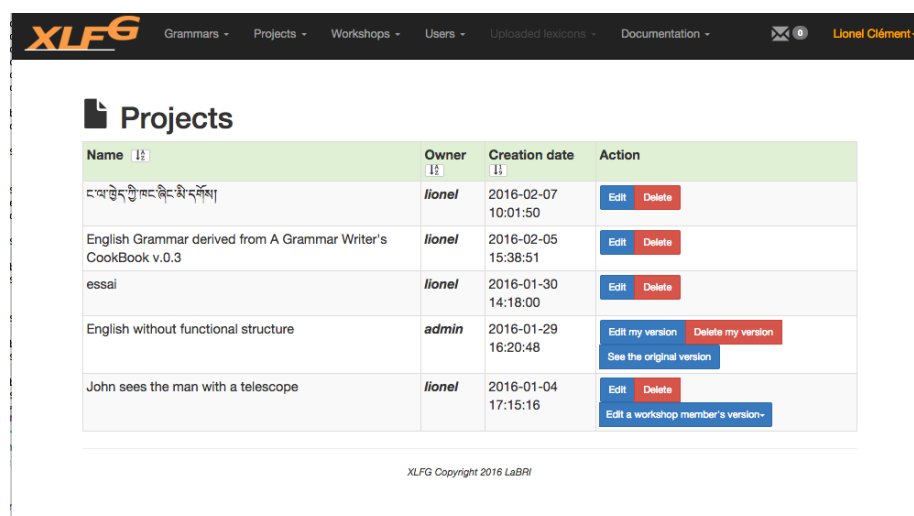 XLFG Grammars Projects Workshops Users Uploaded lexicons Documentation 0 Lionel Clément
Projects
Name Owner Creation date Action
ང་ལ་ཁྱེད་ཀྱི་ཁང་ཞིང་མི་དགོས།
lionel
2016-02-07
10:01:50
Edit Delete
English Grammar derived from A Grammar Writer's
CookBook v.0.3
lionel
2016-02-05
15:38:51
Edit Delete
essai
lionel
2016-01-30
14:18:00
Edit Delete
English without functional structure
admin
2016-01-29
16:20:48
Edit my version Delete my version
See the original version
John sees the man with a telescope
lionel
2016-01-04
17:15:16
Edit Delete
Edit a workshop member's version
XLFG Copyright 2016 LaBRI